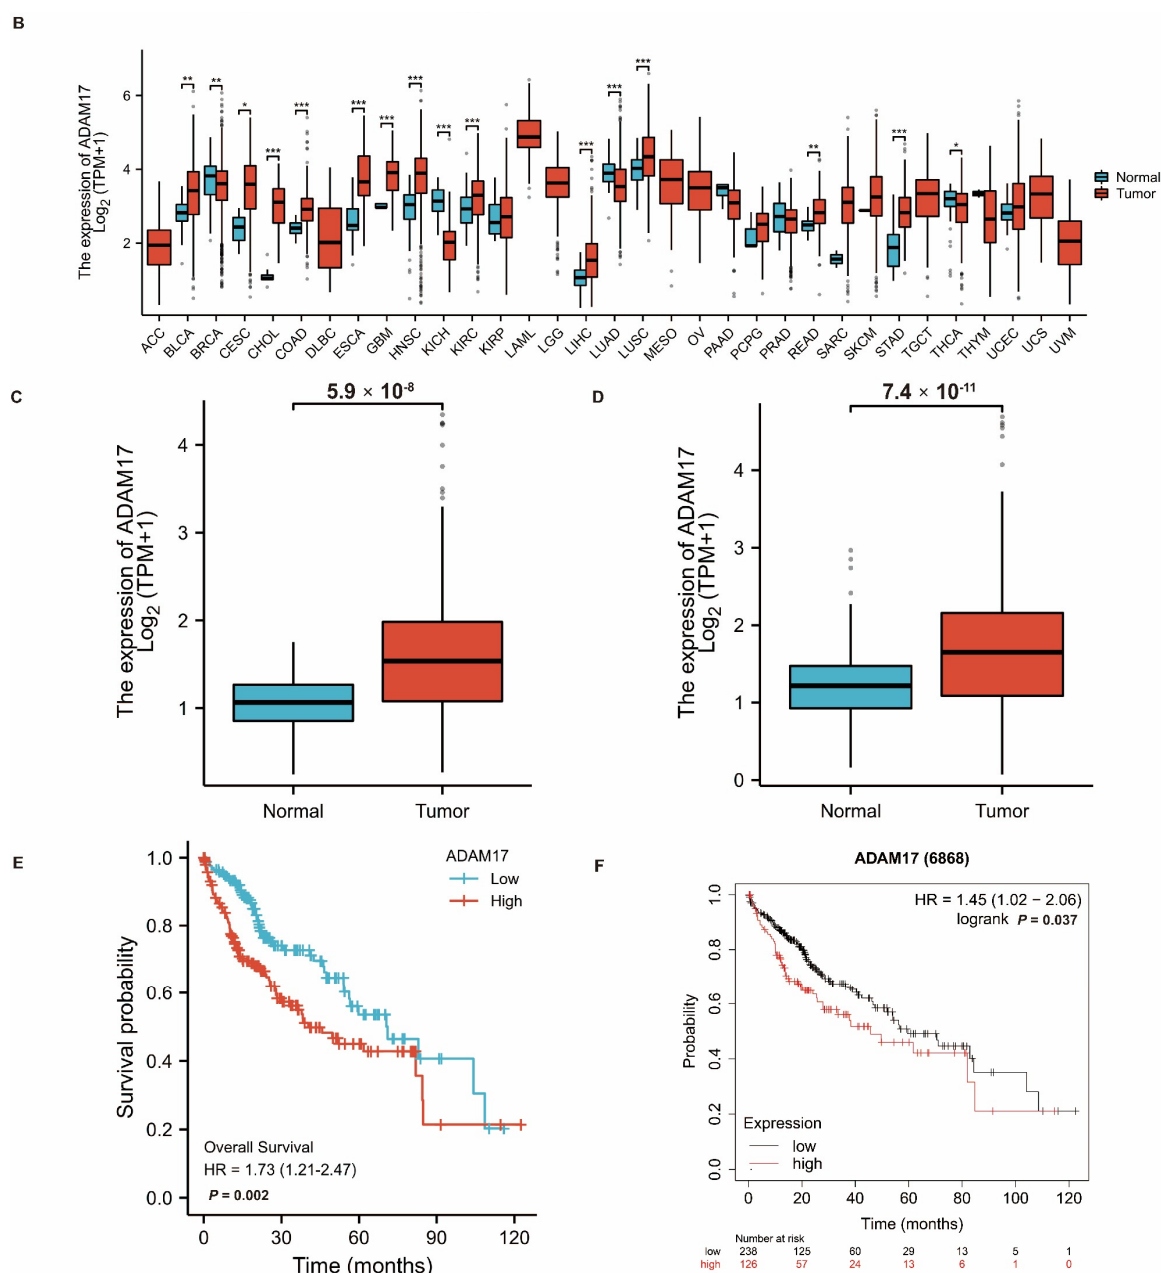 B
The expression of ADAM17
Log2 (TPM+1)
6
4
2
** ** * *** *** *** *** *** *** *** *** *** *** ** *** *
Normal
Tumor
ACC BLCA BRCA CESC CHOL COAD DLBC ESCA GBM HNSC KICH KIRC KIRP LAML LGG LIHC LUAD LUSC MESO OV PAAD PCPG PRAD READ SARC SKCM STAD TGCT THCA THYM UCEC UCS UVM
C
5.9 × 10-8
The expression of ADAM17
Log2 (TPM+1)
4
3
2
1
Normal Tumor
D
7.4 × 10-11
The expression of ADAM17
Log2 (TPM+1)
4
3
2
1
0
Normal Tumor
E
ADAM17
Low
High
Survival probability
1.0
0.8
0.6
0.4
0.2
0.0
Overall Survival
HR = 1.73 (1.21-2.47)
P = 0.002
0 30 60 90 120
Time (months)
F
ADAM17 (6868)
HR = 1.45 (1.02 − 2.06)
logrank P = 0.037
Probability
1.0
0.8
0.6
0.4
0.2
0.0
Expression
low
high
0 20 40 60 80 100 120
Time (months)
Number at risk
low 238 125 60 29 13 5 1
high 126 57 24 13 6 1 0